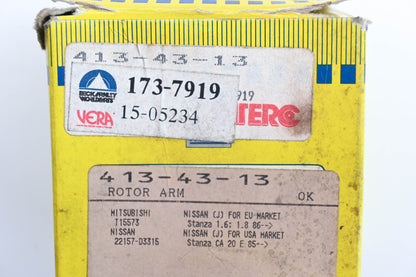 413-43-13
BECK/ARNLEY
WORLDPARTS
173-7919
919
VERA
15-05234
TERC
413-43-13
ROTOR ARM
OK
MITSUBISHI NISSAN (J) FOR EU MARKET
T15573 Stanza 1.6: 1.8 86-->
NISSAN NISSAN (J) FOR USA MARKET
22157-D3315 Stanza CA 20 E 85-->